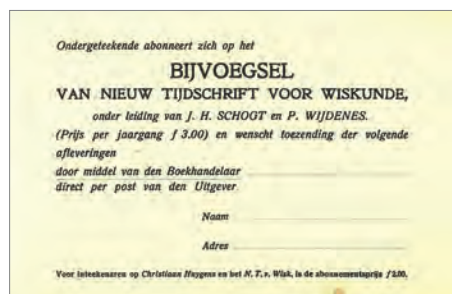 Ondergeteekende abonneert zich op het
BIJVOEGSEL
VAN NIEUW TIJDSCHRIFT VOOR WISKUNDE,
onder leiding van J. H. SCHOGT en P. WIJDENES.
(Prijs per jaargang ƒ 3.00) en wenscht toezending der volgende
afleveringen
door middel van den Boekhandelaar
direct per post van den Uitgever.
Naam
Adres
Voor inteekenaren op Christiaan Huygens en het N. T. v. Wisk. is de abonnementsprijs ƒ 2.00.